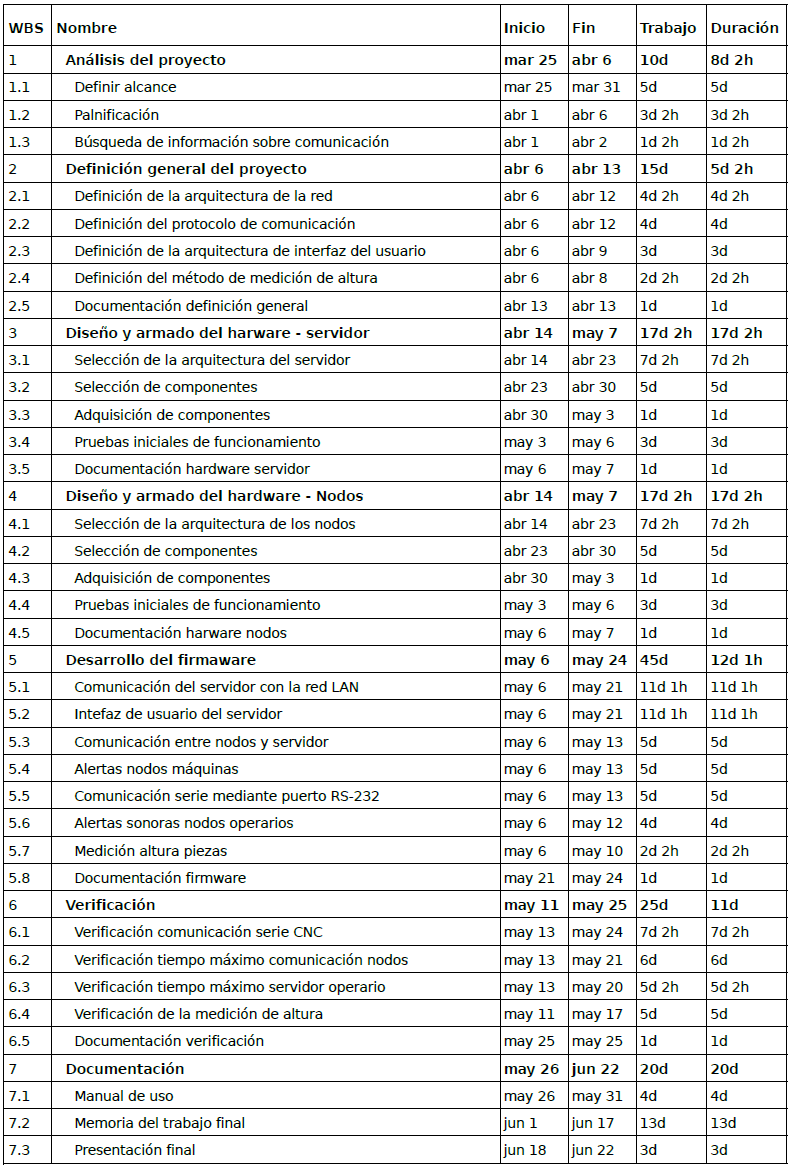 WBS Nombre Inicio Fin Trabajo Duración
1 Análisis del proyecto mar 25 abr 6 10d 8d 2h
1.1 Definir alcance mar 25 mar 31 5d 5d
1.2 Palnificación abr 1 abr 6 3d 2h 3d 2h
1.3 Búsqueda de información sobre comunicación abr 1 abr 2 1d 2h 1d 2h
2 Definición general del proyecto abr 6 abr 13 15d 5d 2h
2.1 Definición de la arquitectura de la red abr 6 abr 12 4d 2h 4d 2h
2.2 Definición del protocolo de comunicación abr 6 abr 12 4d 4d
2.3 Definición de la arquitectura de interfaz del usuario abr 6 abr 9 3d 3d
2.4 Definición del método de medición de altura abr 6 abr 8 2d 2h 2d 2h
2.5 Documentación definición general abr 13 abr 13 1d 1d
3 Diseño y armado del harware - servidor abr 14 may 7 17d 2h 17d 2h
3.1 Selección de la arquitectura del servidor abr 14 abr 23 7d 2h 7d 2h
3.2 Selección de componentes abr 23 abr 30 5d 5d
3.3 Adquisición de componentes abr 30 may 3 1d 1d
3.4 Pruebas iniciales de funcionamiento may 3 may 6 3d 3d
3.5 Documentación hardware servidor may 6 may 7 1d 1d
4 Diseño y armado del hardware - Nodos abr 14 may 7 17d 2h 17d 2h
4.1 Selección de la arquitectura de los nodos abr 14 abr 23 7d 2h 7d 2h
4.2 Selección de componentes abr 23 abr 30 5d 5d
4.3 Adquisición de componentes abr 30 may 3 1d 1d
4.4 Pruebas iniciales de funcionamiento may 3 may 6 3d 3d
4.5 Documentación harware nodos may 6 may 7 1d 1d
5 Desarrollo del firmaware may 6 may 24 45d 12d 1h
5.1 Comunicación del servidor con la red LAN may 6 may 21 11d 1h 11d 1h
5.2 Intefaz de usuario del servidor may 6 may 21 11d 1h 11d 1h
5.3 Comunicación entre nodos y servidor may 6 may 13 5d 5d
5.4 Alertas nodos máquinas may 6 may 13 5d 5d
5.5 Comunicación serie mediante puerto RS-232 may 6 may 13 5d 5d
5.6 Alertas sonoras nodos operarios may 6 may 12 4d 4d
5.7 Medición altura piezas may 6 may 10 2d 2h 2d 2h
5.8 Documentación firmware may 21 may 24 1d 1d
6 Verificación may 11 may 25 25d 11d
6.1 Verificación comunicación serie CNC may 13 may 24 7d 2h 7d 2h
6.2 Verificación tiempo máximo comunicación nodos may 13 may 21 6d 6d
6.3 Verificación tiempo máximo servidor operario may 13 may 20 5d 2h 5d 2h
6.4 Verificación de la medición de altura may 11 may 17 5d 5d
6.5 Documentación verificación may 25 may 25 1d 1d
7 Documentación may 26 jun 22 20d 20d
7.1 Manual de uso may 26 may 31 4d 4d
7.2 Memoria del trabajo final jun 1 jun 17 13d 13d
7.3 Presentación final jun 18 jun 22 3d 3d